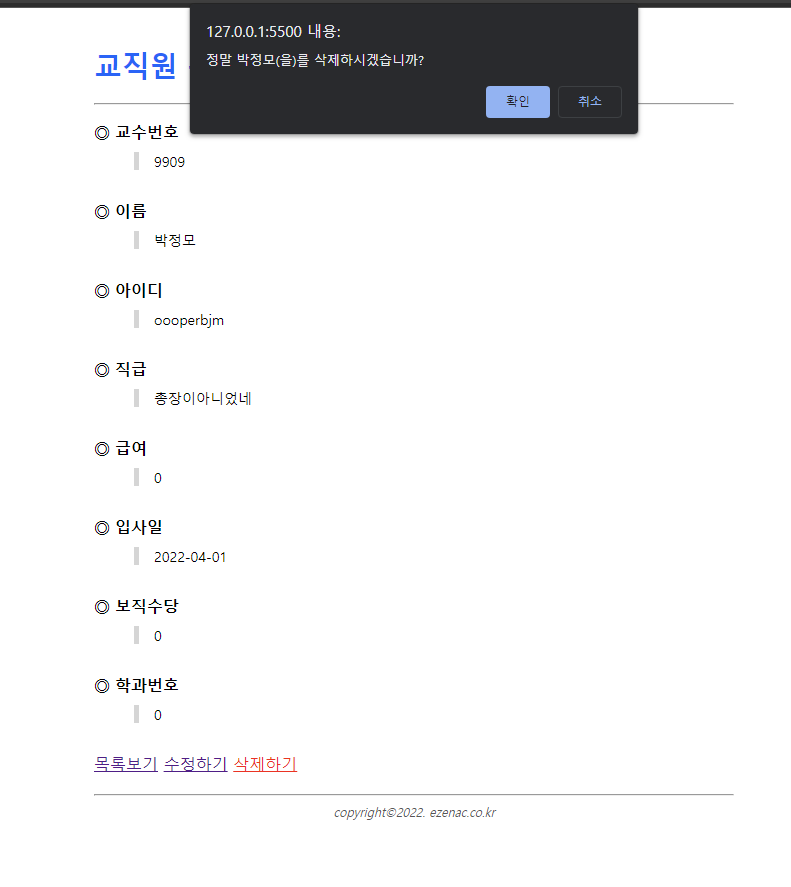 127.0.0.1:5500 내용:
정말 박정모(을)를 삭제하시겠습니까?
확인 취소
교직원
◎ 교수번호
9909
◎ 이름
박정모
◎ 아이디
oooperbjm
◎ 직급
총장이아니었네
◎ 급여
0
◎ 입사일
2022-04-01
◎ 보직수당
0
◎ 학과번호
0
목록보기 수정하기 삭제하기
copyright©2022. ezenac.co.kr